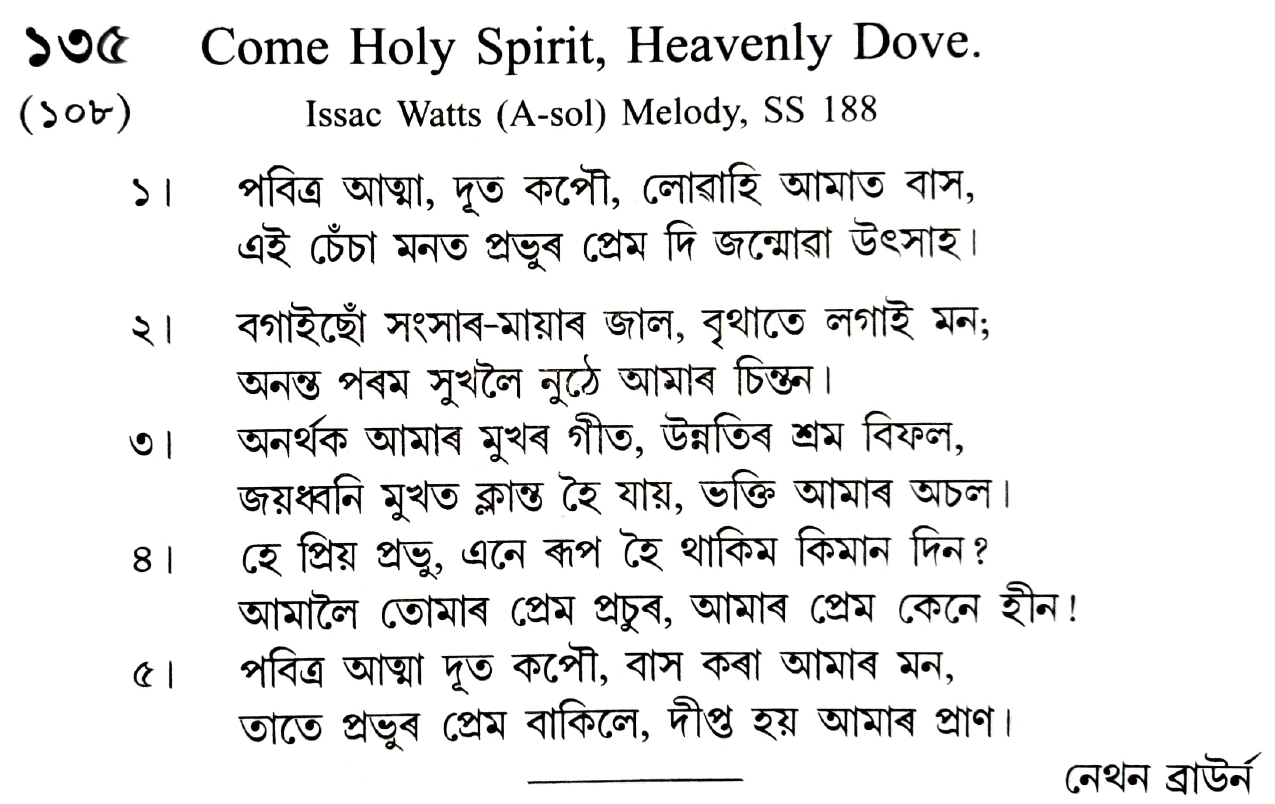 ১৩৫ Come Holy Spirit, Heavenly Dove.
(১০৮) Issac Watts (A-sol) Melody, SS 188
১। পবিত্ৰ আত্মা, দূত কপৌ, লোৱাহি আমাত বাস,
এই চেঁচা মনত প্ৰভুৰ প্ৰেম দি জন্মোৱা উৎসাহ।
২। বগাইছোঁ সংসাৰ-মায়াৰ জাল, বৃথাতে লগাই মন;
অনন্ত পৰম সুখলৈ নুঠে আমাৰ চিন্তন।
৩। অনৰ্থক আমাৰ মুখৰ গীত, উন্নতিৰ শ্ৰম বিফল,
জয়ধ্বনি মুখত ক্লান্ত হৈ যায়, ভক্তি আমাৰ অচল।
৪। হে প্ৰিয় প্ৰভু, এনে ৰূপ হৈ থাকিম কিমান দিন?
আমালৈ তোমাৰ প্ৰেম প্ৰচুৰ, আমাৰ প্ৰেম কেনে হীন!
৫। পবিত্ৰ আত্মা দূত কপৌ, বাস কৰা আমাৰ মন,
তাতে প্ৰভুৰ প্ৰেম বাকিলে, দীপ্ত হয় আমাৰ প্ৰাণ।
নেথন ব্ৰাউৰ্ন